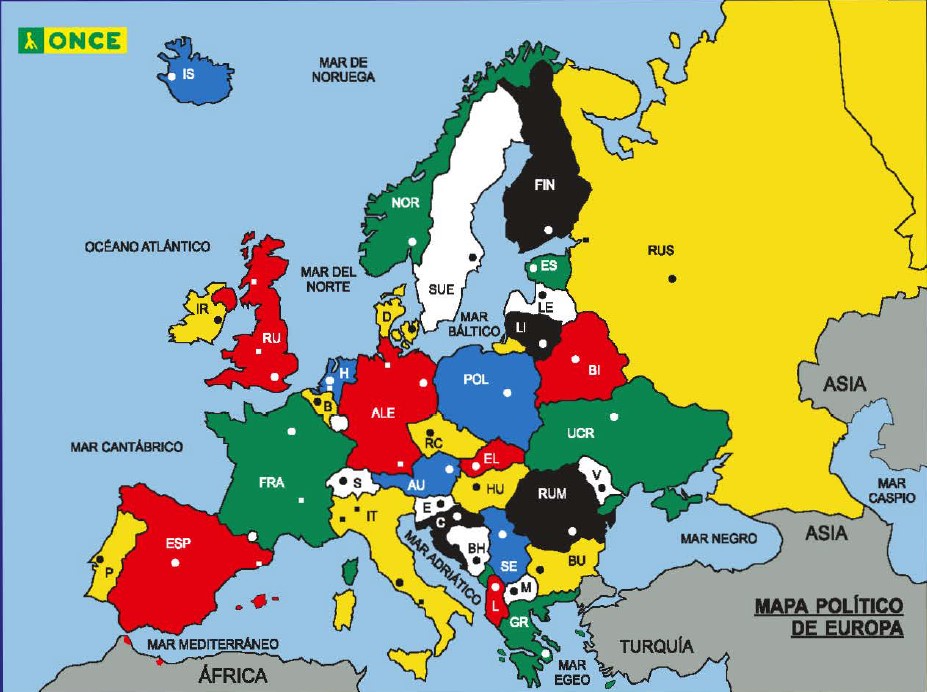 ONCE
IS
MAR DE
NORUEGA
FIN
NOR
OCÉANO ATLÁNTICO
RUS
MAR DEL
NORTE
SUE
ES
LE
IR
D
MAR
BÁLTICO
LI
RU
H
POL
BI
ASIA
B
ALE
UCR
MAR CANTÁBRICO
RC
EL
FRA
S
AU
HU
RUM
V
MAR
CASPIO
IT
E
C
ESP
MAR ADRIÁTICO
BH
MAR NEGRO
ASIA
P
SE
BU
M
L
MAPA POLÍTICO
DE EUROPA
GR
MAR MEDITERRÁNEO
TURQUÍA
ÁFRICA
MAR
EGEO